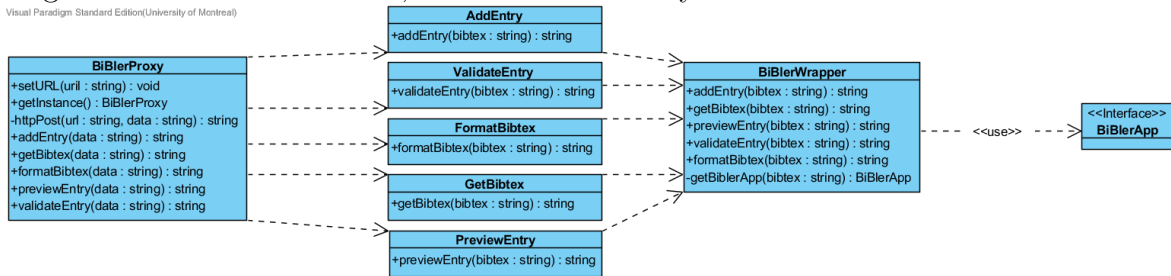 Visual Paradigm Standard Edition(University of Montreal)
BiBlerProxy
+setURL(uril : string) : void
+getInstance() : BiBlerProxy
-httpPost(url : string, data : string) : string
+addEntry(data : string) : string
+getBibtex(data : string) : string
+formatBibtex(data : string) : string
+previewEntry(data : string) : string
+validateEntry(data : string) : string
AddEntry
+addEntry(bibtex : string) : string
ValidateEntry
+validateEntry(bibtex : string) : string
FormatBibtex
+formatBibtex(bibtex : string) : string
GetBibtex
+getBibtex(bibtex : string) : string
PreviewEntry
+previewEntry(bibtex : string) : string
BiBlerWrapper
+addEntry(bibtex : string) : string
+getBibtex(bibtex : string) : string
+previewEntry(bibtex : string) : string
+validateEntry(bibtex : string) : string
+formatBibtex(bibtex : string) : string
-getBiblerApp(bibtex : string) : BiBlerApp
<<use>>
<<Interface>>
BiBlerApp